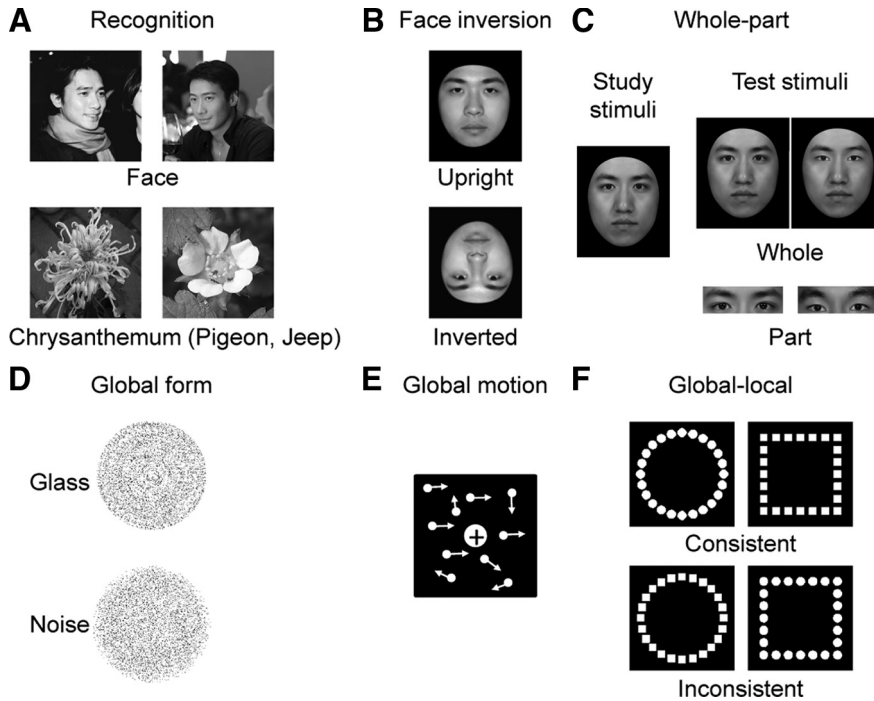 A Recognition
Face
Chrysanthemum (Pigeon, Jeep)
B Face inversion
Upright
Inverted
C Whole-part
Study
stimuli
Test stimuli
Whole
Part
D Global form
Glass
Noise
E Global motion
F Global-local
Consistent
Inconsistent